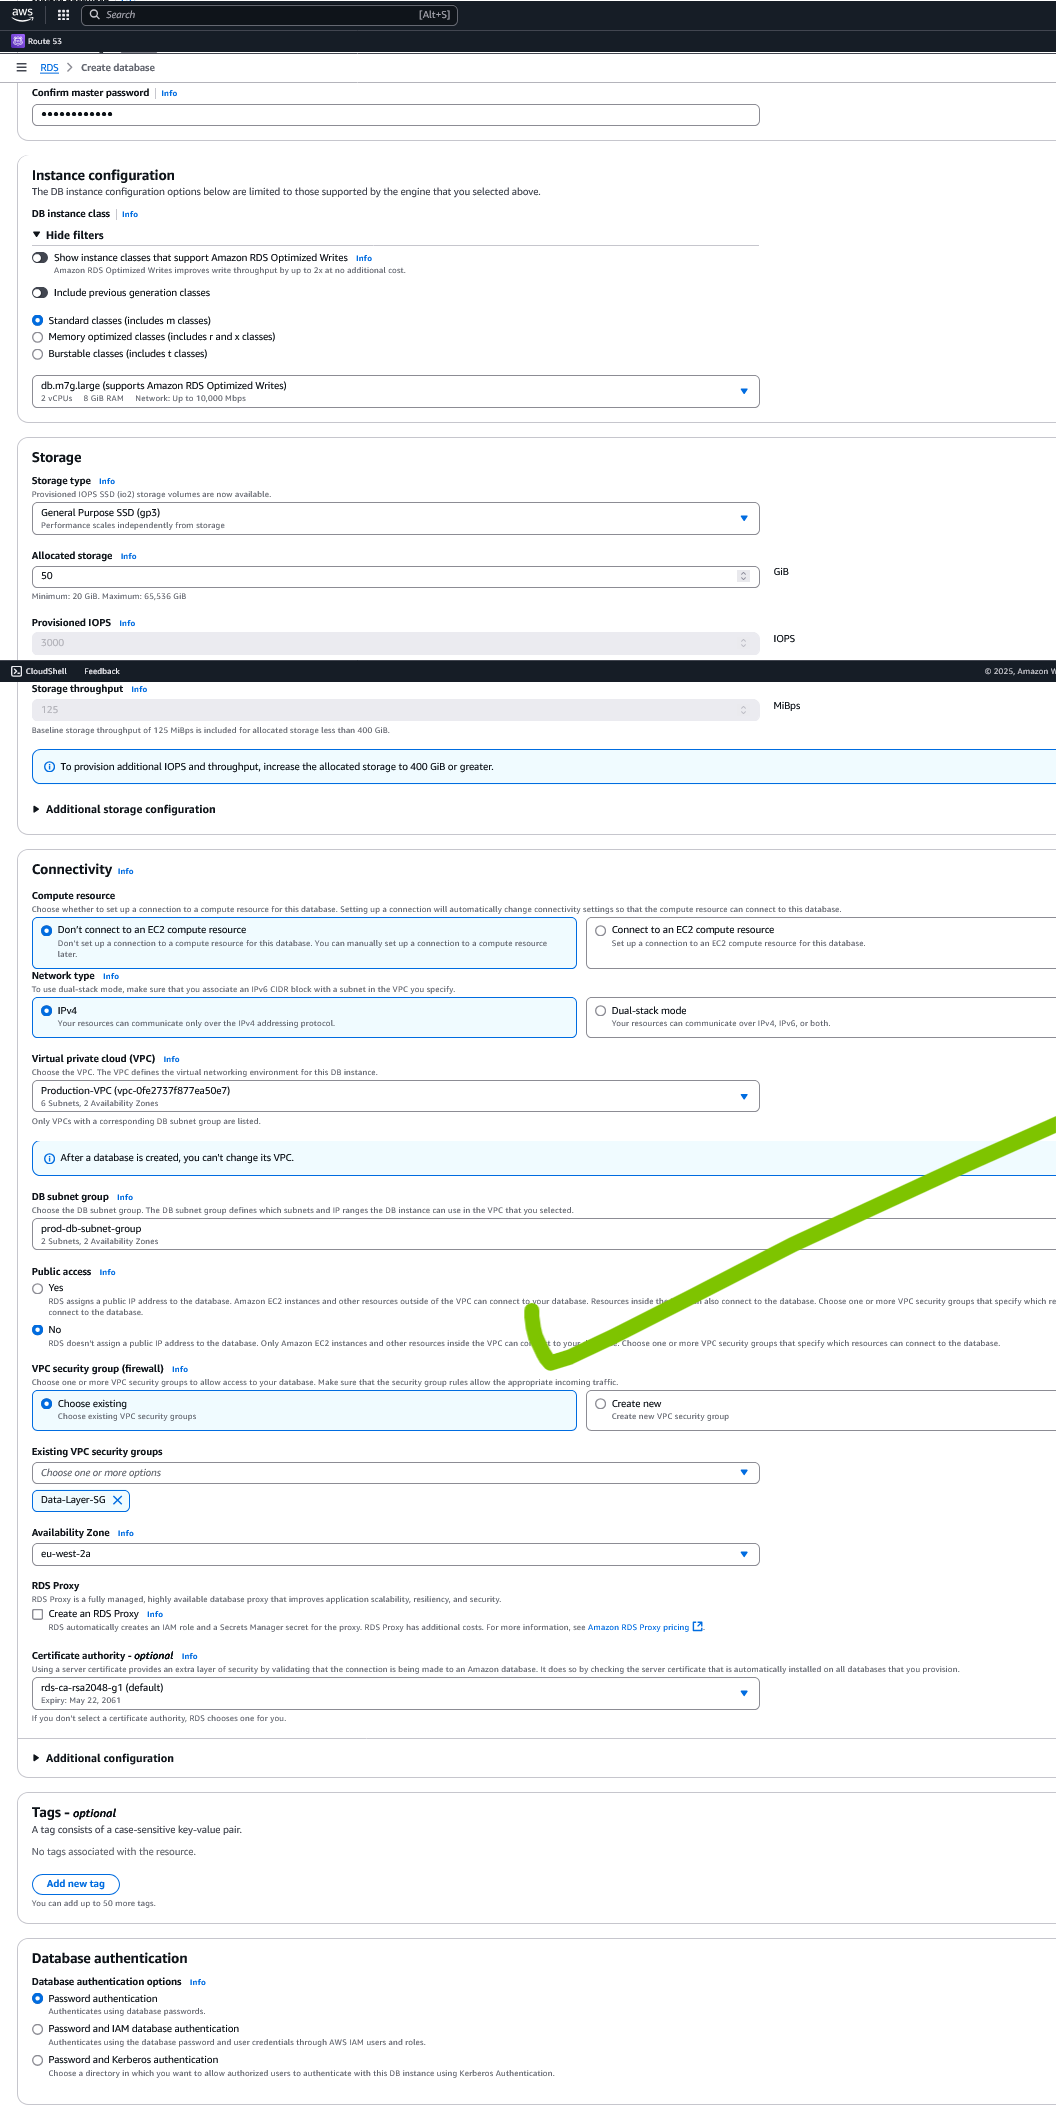 aws
Search [Alt+S]
Route 53
RDS > Create database
Confirm master password | Info
••••••••••••
Instance configuration
The DB instance configuration options below are limited to those supported by the engine that you selected above.
DB instance class | Info
Hide filters
Show instance classes that support Amazon RDS Optimized Writes Info
Amazon RDS Optimized Writes improves write throughput by up to 2x at no additional cost.
Include previous generation classes
Standard classes (includes m classes)
Memory optimized classes (includes r and x classes)
Burstable classes (includes t classes)
db.m7g.large (supports Amazon RDS Optimized Writes)
2 vCPUs 8 GiB RAM Network: Up to 10,000 Mbps
Storage
Storage type Info
Provisioned IOPS SSD (io2) storage volumes are now available.
General Purpose SSD (gp3)
Performance scales independently from storage
Allocated storage Info
50 GiB
Minimum: 20 GiB. Maximum: 65,536 GiB
Provisioned IOPS Info
3000 IOPS
CloudShell Feedback © 2025, Amazon W
Storage throughput Info
125 MiBps
Baseline storage throughput of 125 MiBps is included for allocated storage less than 400 GiB.
To provision additional IOPS and throughput, increase the allocated storage to 400 GiB or greater.
Additional storage configuration
Connectivity Info
Compute resource
Choose whether to set up a connection to a compute resource for this database. Setting up a connection will automatically change connectivity settings so that the compute resource can connect to this database.
Don't connect to an EC2 compute resource
Don't set up a connection to a compute resource for this database. You can manually set up a connection to a compute resource
later.
Connect to an EC2 compute resource
Set up a connection to an EC2 compute resource for this database.
Network type Info
To use dual-stack mode, make sure that you associate an IPv6 CIDR block with a subnet in the VPC you specify.
IPv4
Your resources can communicate only over the IPv4 addressing protocol.
Dual-stack mode
Your resources can communicate over IPv4, IPv6, or both.
Virtual private cloud (VPC) Info
Choose the VPC. The VPC defines the virtual networking environment for this DB instance.
Production-VPC (vpc-0fe2737f877ea50e7)
6 Subnets, 2 Availability Zones
Only VPCs with a corresponding DB subnet group are listed.
After a database is created, you can't change its VPC.
DB subnet group Info
Choose the DB subnet group. The DB subnet group defines which subnets and IP ranges the DB instance can use in the VPC that you selected.
prod-db-subnet-group
2 Subnets, 2 Availability Zones
Public access Info
Yes
RDS assigns a public IP address to the database. Amazon EC2 instances and other resources outside of the VPC can connect your database. Resources inside the also connect to the database. Choose one or more VPC security groups that specify which re
connect to the database.
No
RDS doesn't assign a public IP address to the database. Only Amazon EC2 instances and other resources inside the VPC can to your Choose one or more VPC security groups that specify which resources can connect to the database.
VPC security group (firewall) Info
Choose one or more VPC security groups to allow access to your database. Make sure that the security group rules allow the appropriate incoming traffic.
Choose existing
Choose existing VPC security groups
Create new
Create new VPC security group
Existing VPC security groups
Choose one or more options
Data-Layer-SG
Availability Zone Info
eu-west-2a
RDS Proxy
RDS Proxy is a fully managed, highly available database proxy that improves application scalability, resiliency, and security.
Create an RDS Proxy Info
RDS automatically creates an IAM role and a Secrets Manager secret for the proxy. RDS Proxy has additional costs. For more information, see Amazon RDS Proxy pricing.
Certificate authority - optional Info
Using a server certificate provides an extra layer of security by validating that the connection is being made to an Amazon database. It does so by checking the server certificate that is automatically installed on all databases that you provision.
rds-ca-rsa2048-g1 (default)
Expiry: May 22, 2061
If you don't select a certificate authority, RDS chooses one for you.
Additional configuration
Tags - optional
A tag consists of a case-sensitive key-value pair.
No tags associated with the resource.
Add new tag
You can add up to 50 more tags.
Database authentication
Database authentication options Info
Password authentication
Authenticates using database passwords.
Password and IAM database authentication
Authenticates using the database password and user credentials through AWS IAM users and roles.
Password and Kerberos authentication
Choose a directory in which you want to allow authorized users to authenticate with this DB instance using Kerberos Authentication.